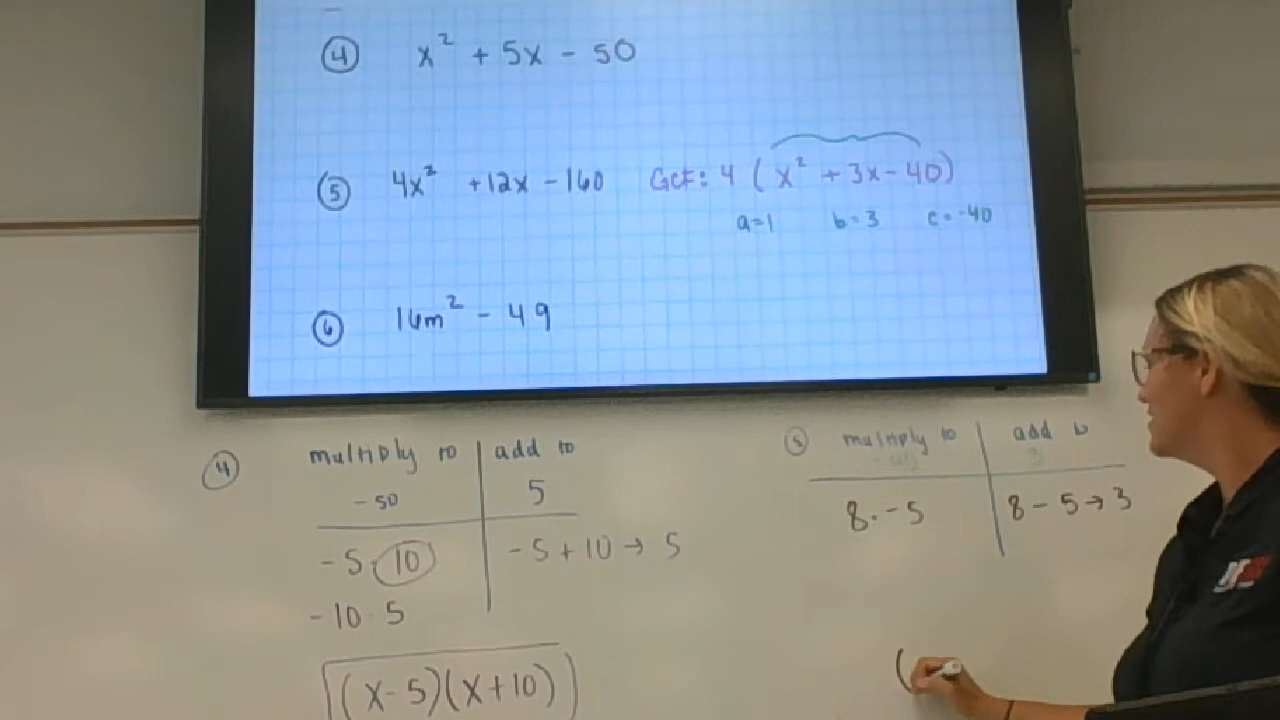 ④ x² + 5x - 50
⑤ 4x² + 12x - 160 GCF: 4 (x² + 3x - 40)
a=1 b=3 c=-40
⑥ 16m² - 49
④ multiply to add to
-50 5
-5·10 -5+10→5
-10·5
(x-5)(x+10)
⑤ multiply to add to
8·-5 8-5→3
(